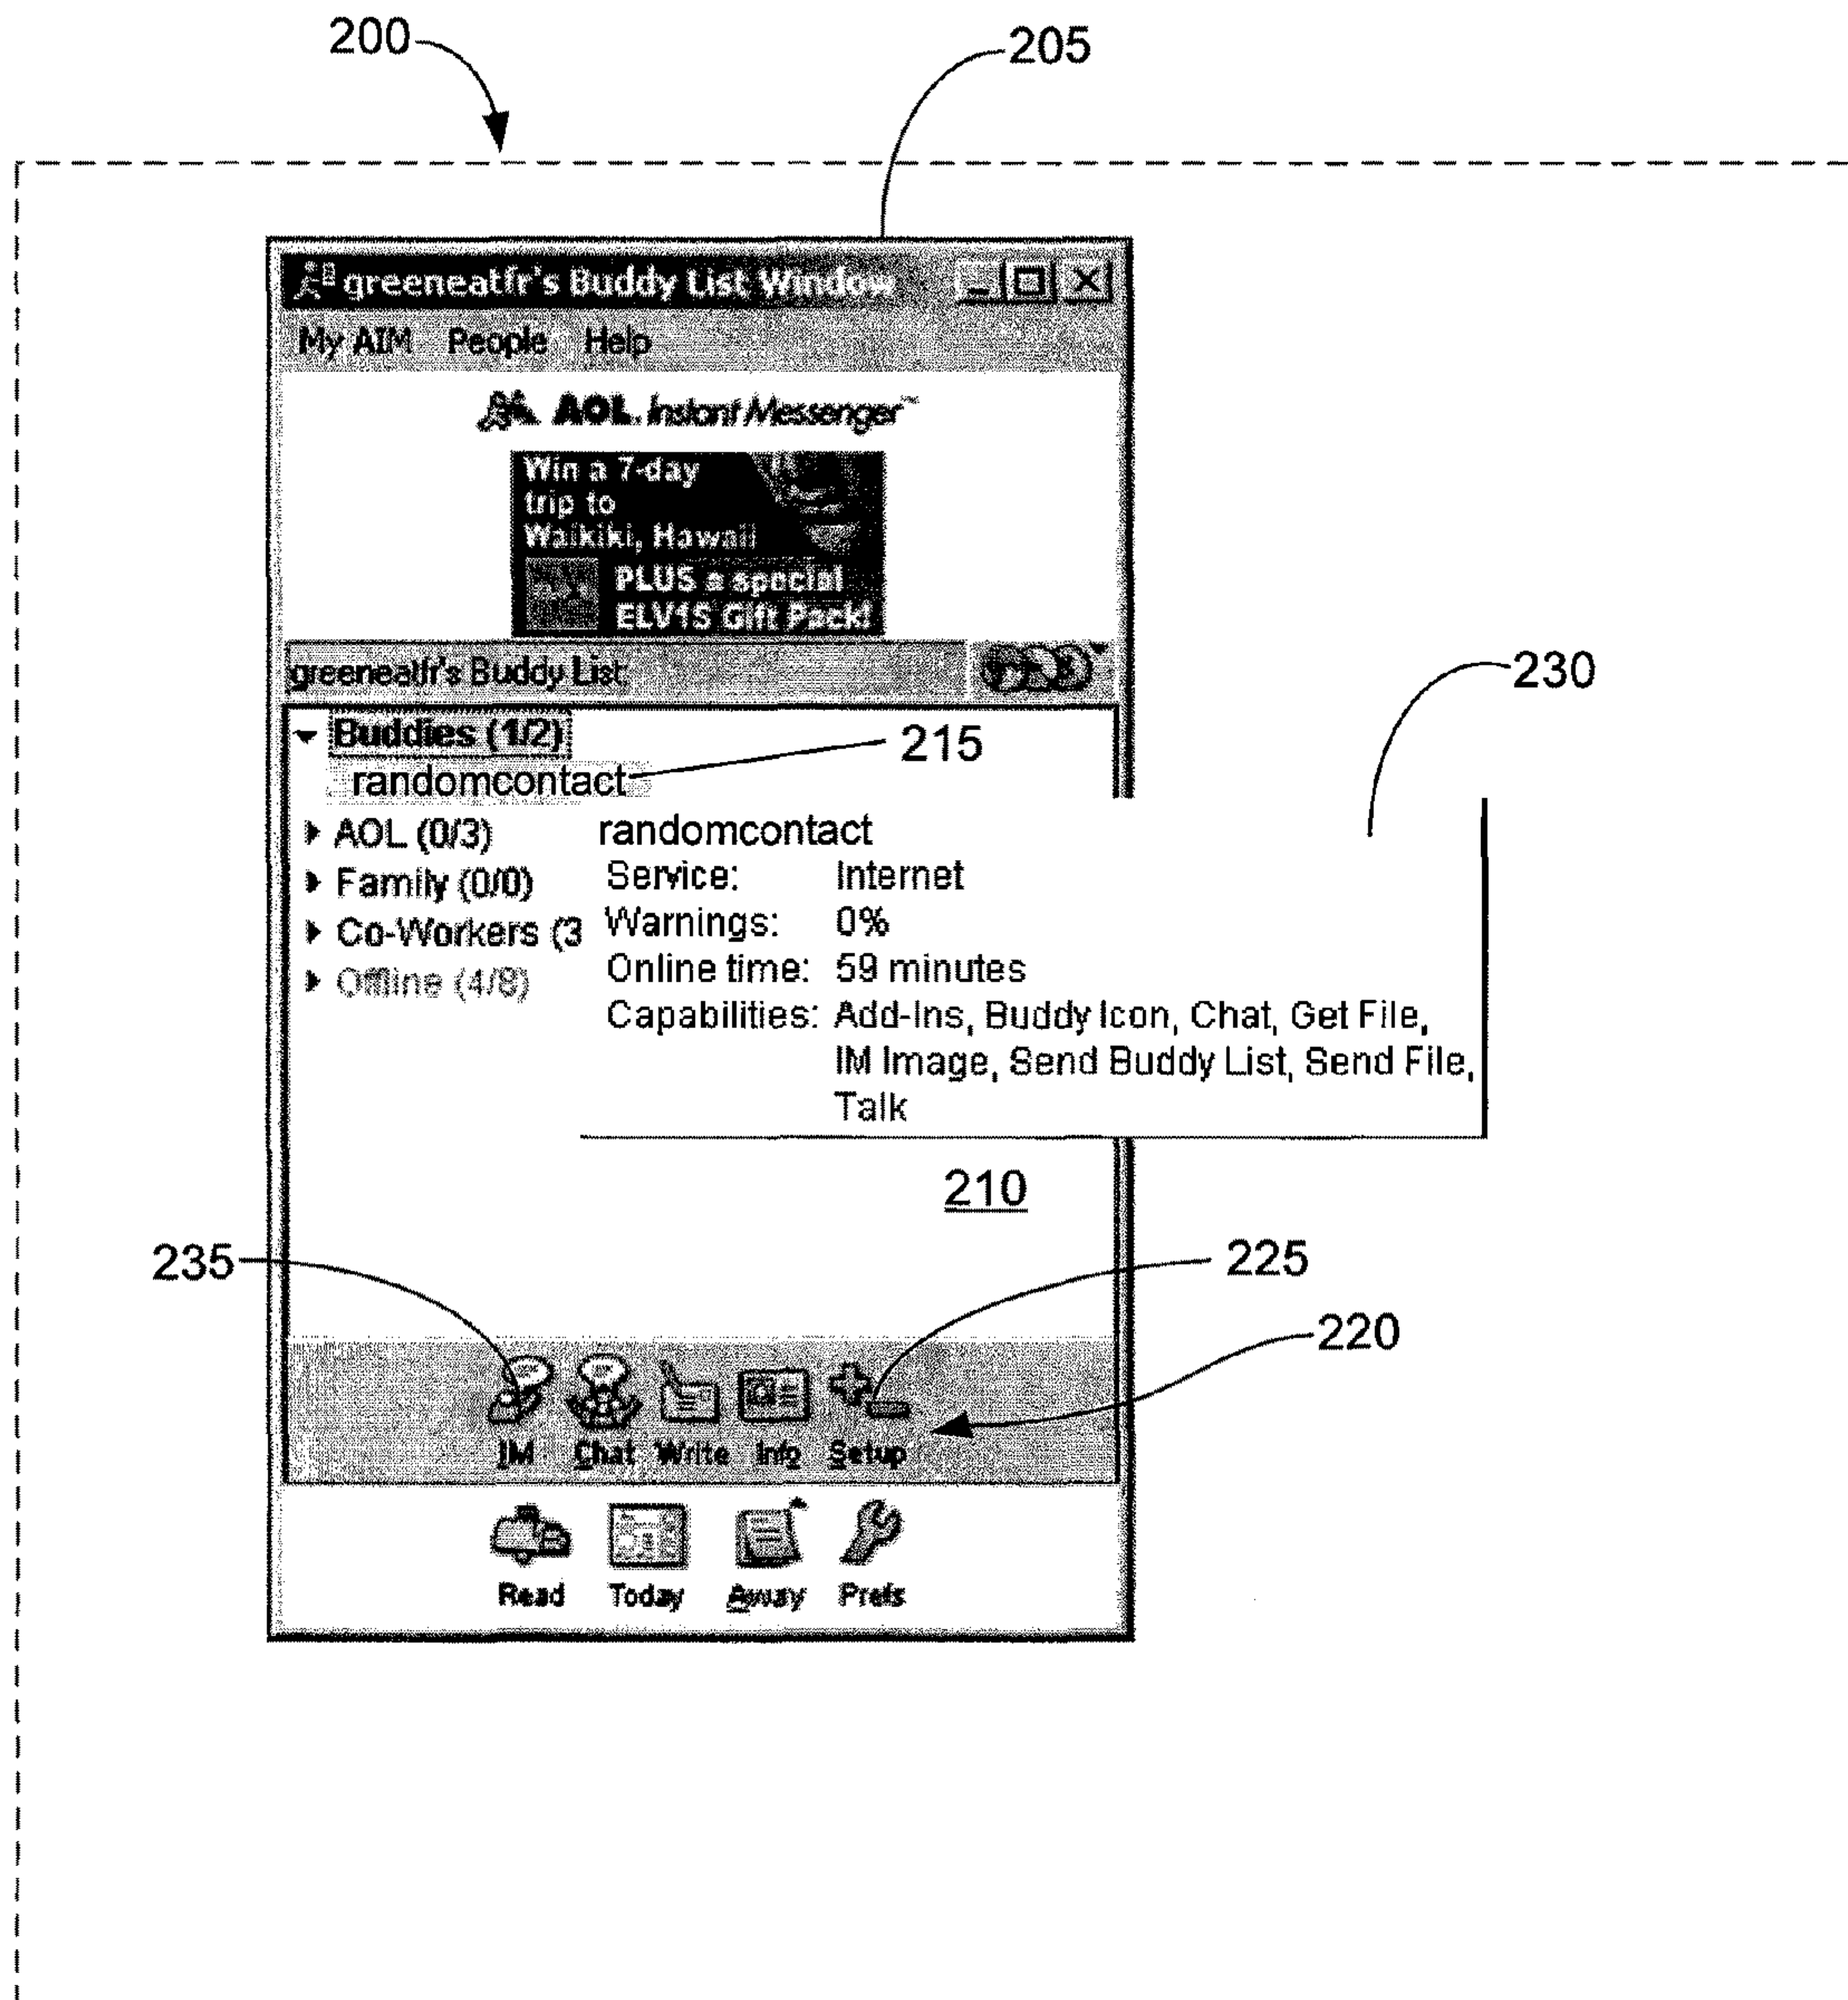 200
205
greeneatfr's Buddy List Window
My AIM People Help
AOL Instant Messenger™
Win a 7-day
trip to
Waikiki, Hawaii
PLUS a special
ELV1S Gift Pack!
greeneatfr's Buddy List
230
Buddies (1/2)
215
randomcontact
AOL (0/3)
randomcontact
Family (0/0)
Service: Internet
Co-Workers (3
Warnings: 0%
Offline (4/8)
Online time: 59 minutes
Capabilities: Add-Ins, Buddy Icon, Chat, Get File,
IM Image, Send Buddy List, Send File,
Talk
210
235
225
220
IM Chat Write Info Setup
Read Today Away Prefs